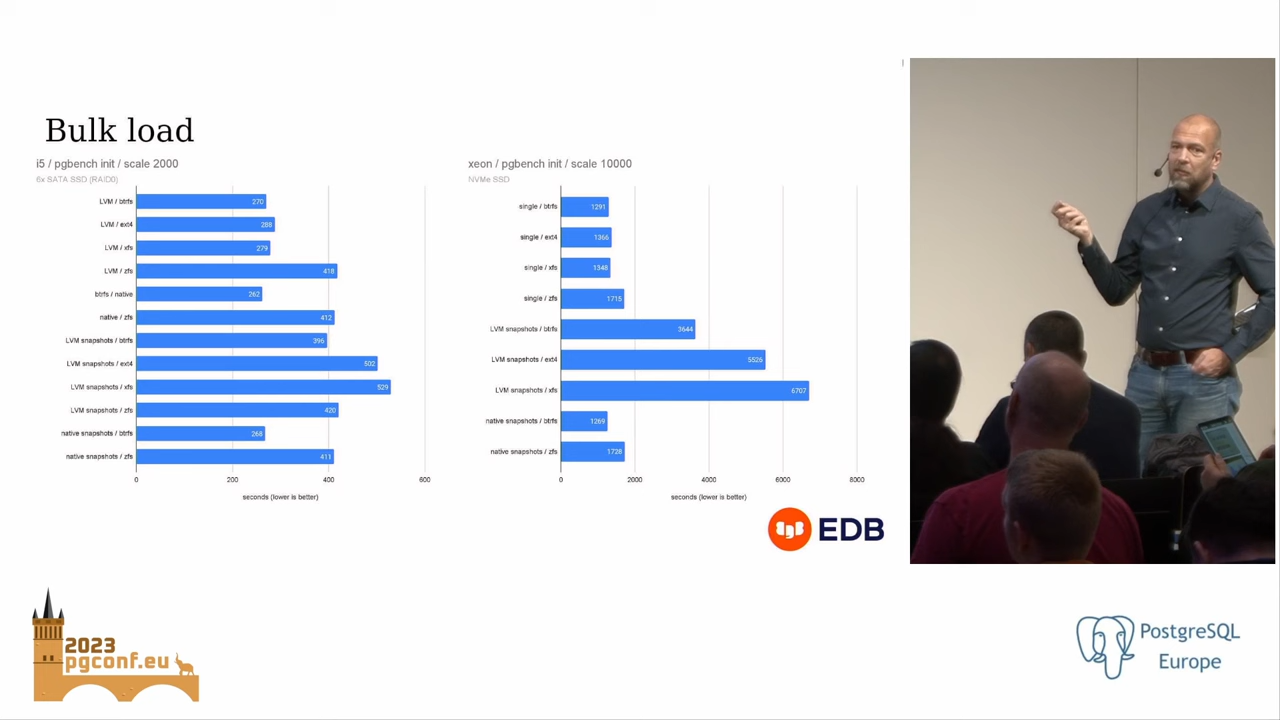 Bulk load
i5 / pgbench init / scale 2000
6x SATA SSD (RAID0)
LVM / btrfs 270
LVM / ext4 288
LVM / xfs 279
LVM / zfs 418
btrfs / native 262
native / zfs 412
LVM snapshots / btrfs 396
LVM snapshots / ext4 502
LVM snapshots / xfs 529
LVM snapshots / zfs 420
native snapshots / btrfs 268
native snapshots / zfs 411
0 200 400 600
seconds (lower is better)
xeon / pgbench init / scale 10000
NVMe SSD
single / btrfs 1291
single / ext4 1366
single / xfs 1348
single / zfs 1715
LVM snapshots / btrfs 3644
LVM snapshots / ext4 5526
LVM snapshots / xfs 6707
native snapshots / btrfs 1269
native snapshots / zfs 1728
0 2000 4000 6000 8000
seconds (lower is better)
EDB
2023
pgconf.eu
PostgreSQL
Europe